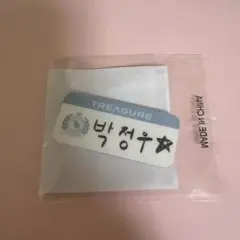 TREASURE
박정우☆
MADE IN CHINA